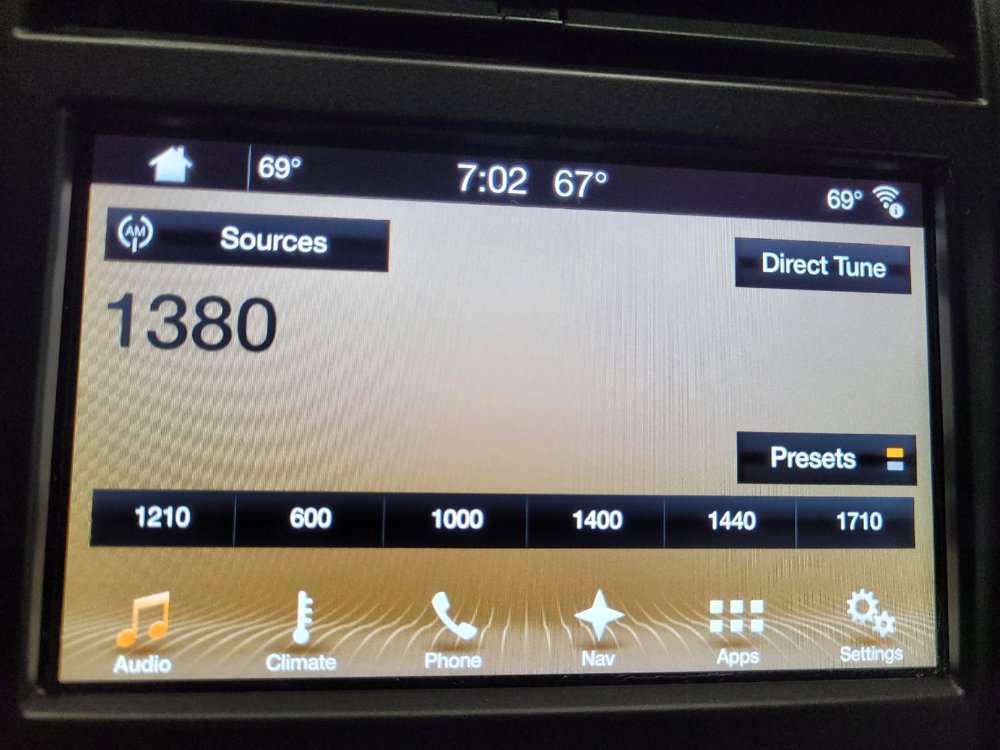 69° 7:02 67° 69°
AM Sources
Direct Tune
1380
Presets
1210 600 1000 1400 1440 1710
Audio Climate Phone Nav Apps Settings